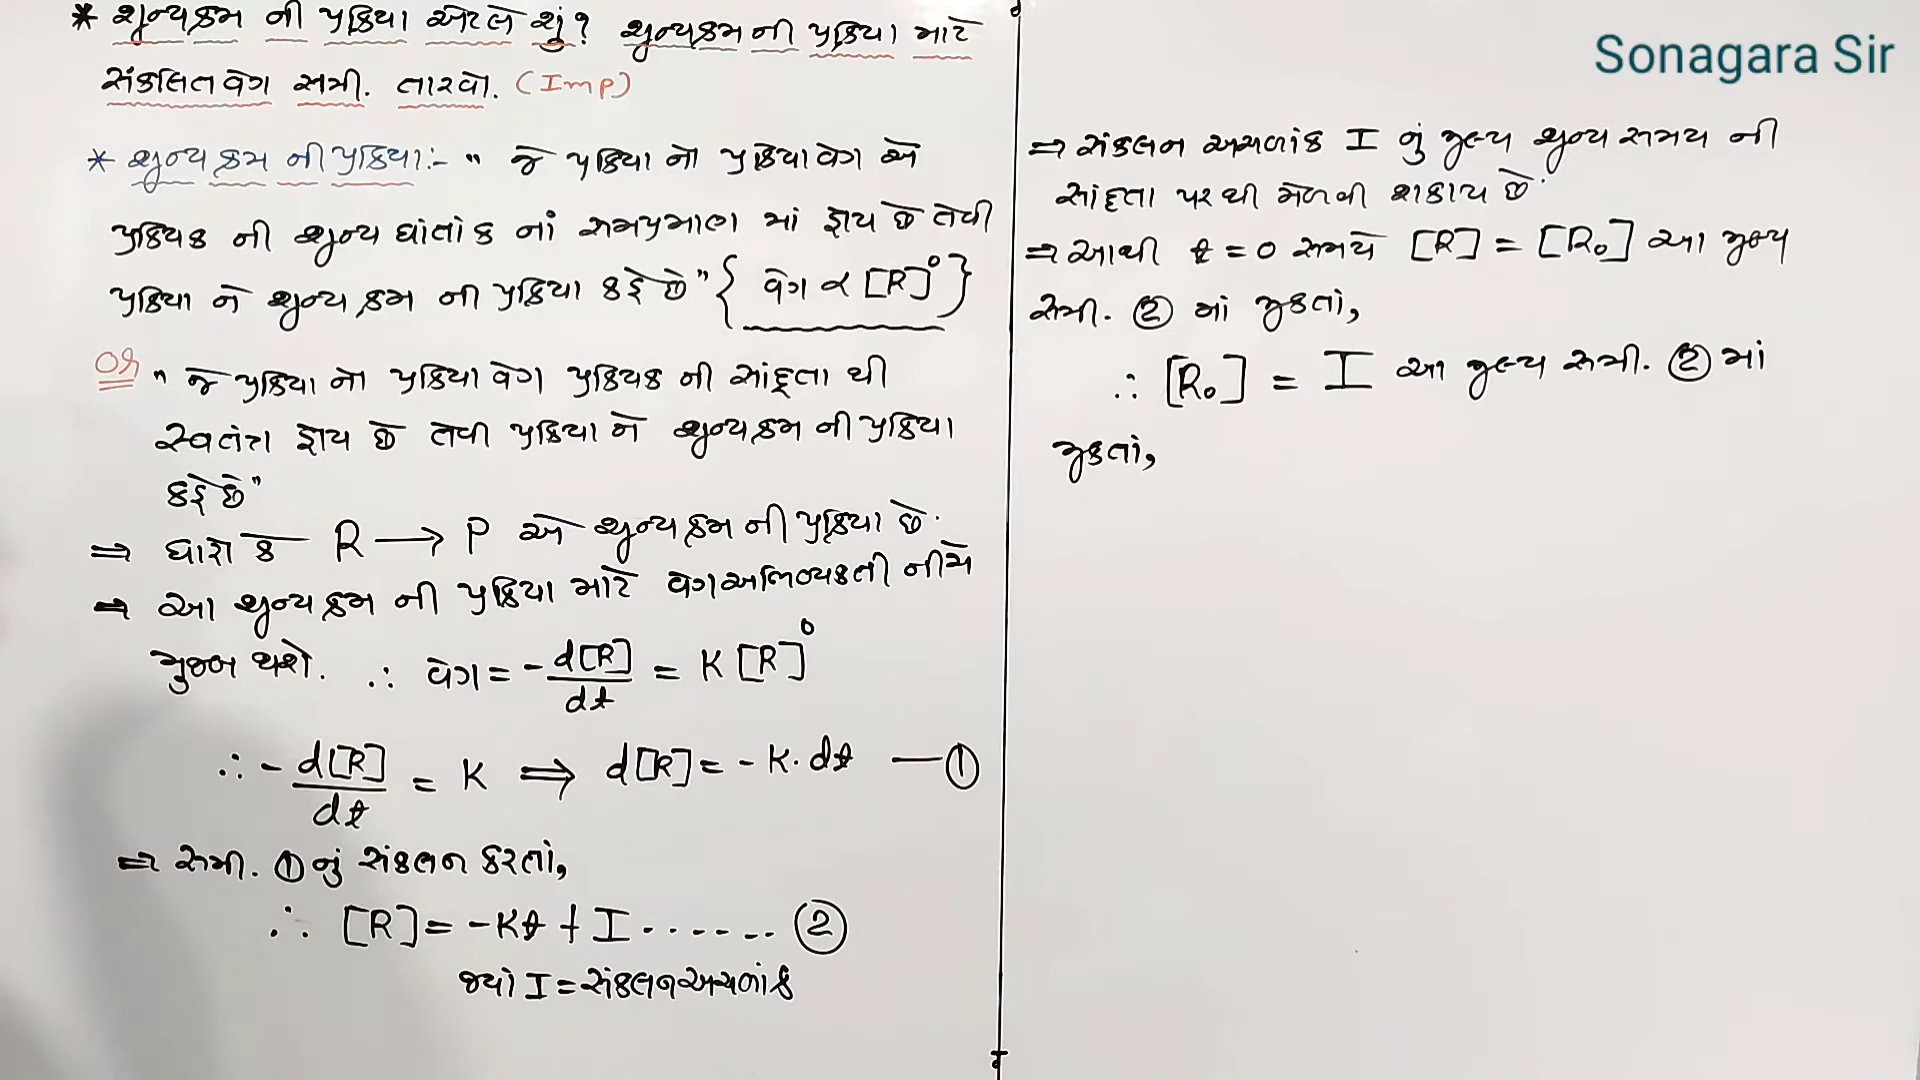 * શૂન્યક્રમ ની પ્રક્રિયા એટલે શું? શૂન્યક્રમ ની પ્રક્રિયા માટે
સંકલિત વેગ સમી. તારવો. (Imp)
* શૂન્ય ક્રમ ની પ્રક્રિયા:- " જે પ્રક્રિયા નો પ્રક્રિયા વેગ એ
પ્રક્રિયક ની શૂન્ય ઘાતાંક નાં સમપ્રમાણ માં હોય છે તેવી
પ્રક્રિયા ને શૂન્ય ક્રમ ની પ્રક્રિયા કહે છે" { વેગ ∝ [R]⁰ }
OR " જે પ્રક્રિયા નો પ્રક્રિયા વેગ પ્રક્રિયક ની સાંદ્રતા થી
સ્વતંત્ર હોય છે તેવી પ્રક્રિયા ને શૂન્યક્રમ ની પ્રક્રિયા
કહે છે"
⇒ ધારો કે R → P એ શૂન્યક્રમ ની પ્રક્રિયા છે.
⇒ આ શૂન્યક્રમ ની પ્રક્રિયા માટે વેગઅભિવ્યક્તી નીચે
મુજબ થશે. ∴ વેગ = - d[R]/dt = K [R]⁰
∴ - d[R]/dt = K ⇒ d[R] = - K. dt — ①
⇒ સમી. ① નું સંકલન કરતાં,
∴ [R] = -Kt + I ....... ②
જ્યાં I = સંકલનઅચળાંક
Sonagara Sir
⇒ સંકલન અચળાંક I નું મૂલ્ય શૂન્ય સમય ની
સાંદ્રતા પર થી મેળવી શકાય છે.
⇒ આથી t = 0 સમયે [R] = [R₀] આ મૂલ્ય
સમી. ② માં મુકતાં,
∴ [R₀] = I આ મૂલ્ય સમી. ② માં
મુકતાં,